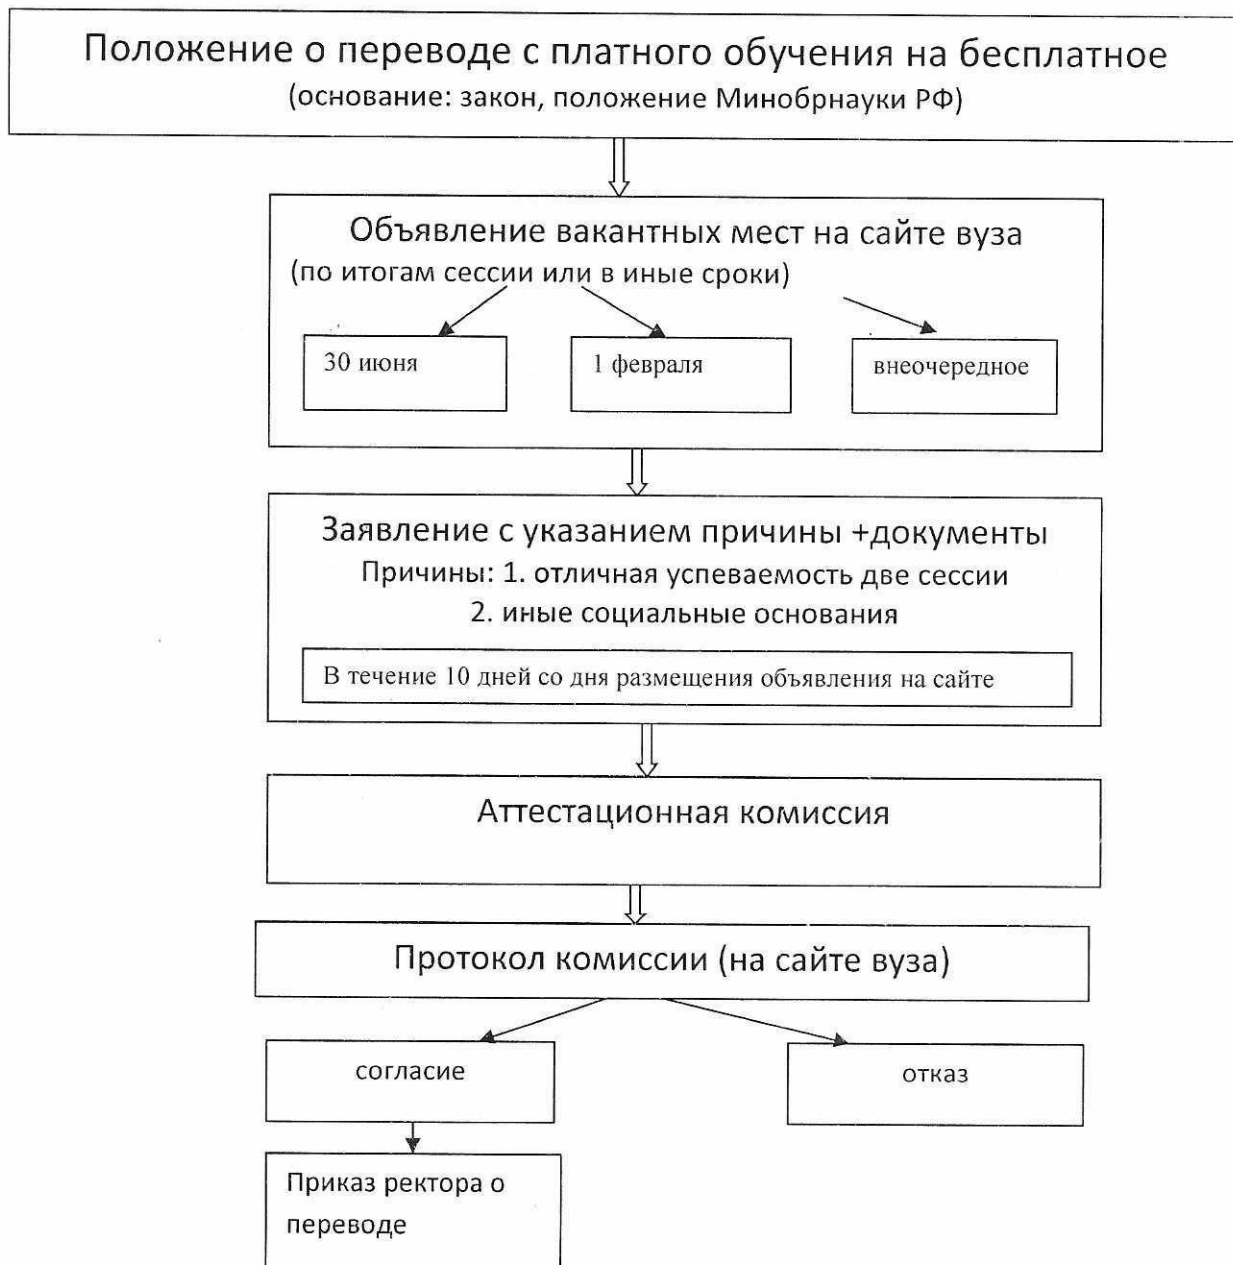 Положение о переводе с платного обучения на бесплатное
(основание: закон, положение Минобрнауки РФ)
Объявление вакантных мест на сайте вуза
(по итогам сессии или в иные сроки)
30 июня
1 февраля
внеочередное
Заявление с указанием причины +документы
Причины: 1. отличная успеваемость две сессии
2. иные социальные основания
В течение 10 дней со дня размещения объявления на сайте
Аттестационная комиссия
Протокол комиссии (на сайте вуза)
согласие
отказ
Приказ ректора о
переводе